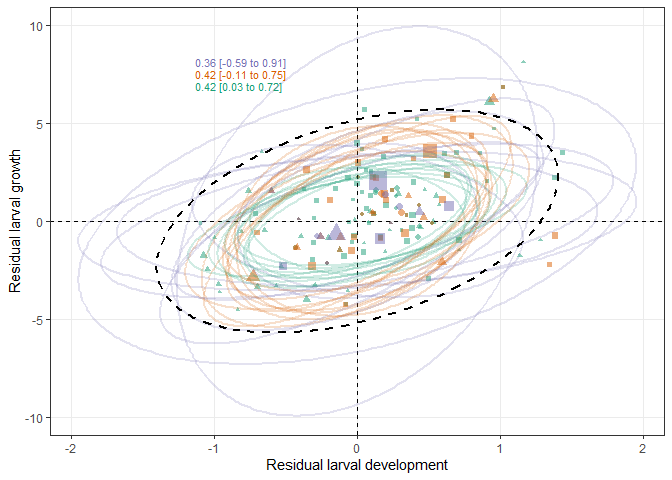 10
0.36 [-0.59 to 0.91]
0.42 [-0.11 to 0.75]
0.42 [0.03 to 0.72]
5
0
-5
-10
Residual larval growth
-2
-1
0
1
2
Residual larval development